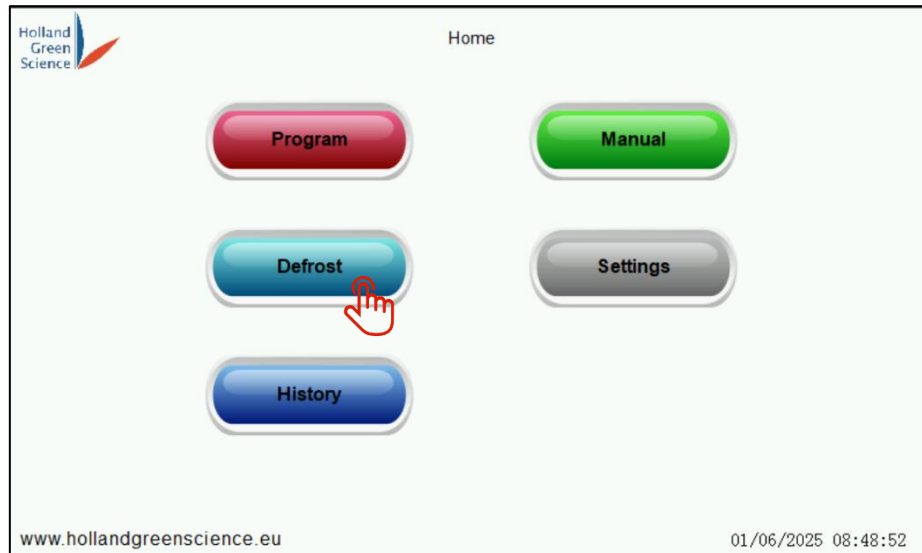 Holland
Green
Science
Home
Program
Manual
Defrost
Settings
History
www.hollandgreenscience.eu
01/06/2025 08:48:52